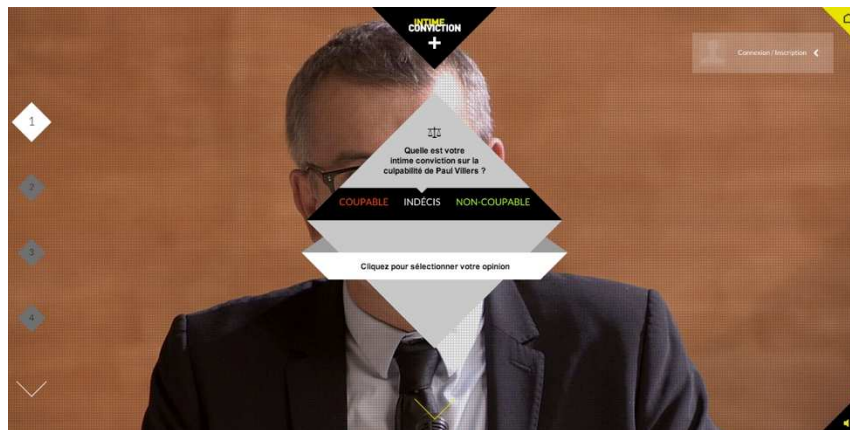 INTIME
CONVICTION
+
Connexion / Inscription
1
2
3
4
Quelle est votre
intime conviction sur la
culpabilité de Paul Villers ?
COUPABLE INDÉCIS NON-COUPABLE
Cliquez pour sélectionner votre opinion